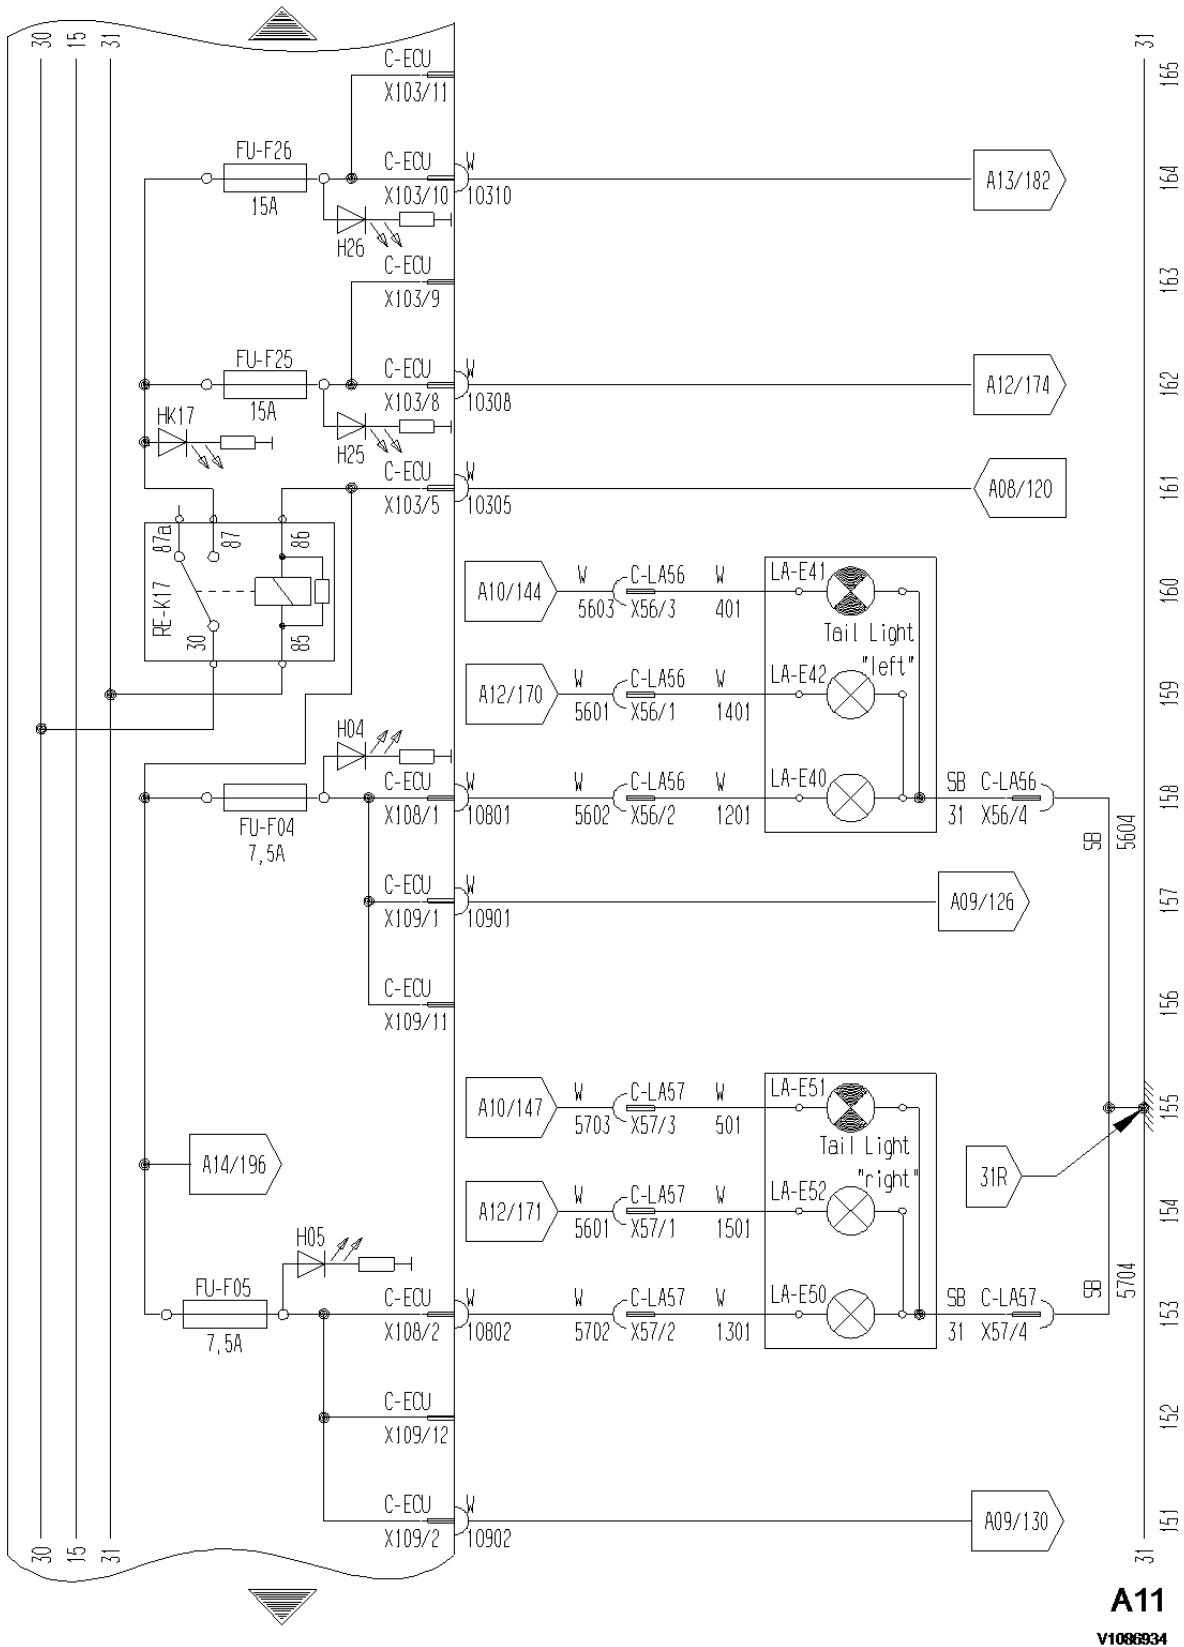 30
15
31
31
C-ECU
X103/11
165
FU-F26
15A
C-ECU
X103/10
W
10310
A13/182
164
H26
C-ECU
X103/9
163
FU-F25
15A
C-ECU
X103/8
W
10308
A12/174
162
HK17
H25
C-ECU
X103/5
W
10305
A08/120
161
87a
87
86
RE-K17
30
85
A10/144
W
5603
C-LA56
X56/3
W
401
LA-E41
Tail Light
"left"
160
A12/170
W
5601
C-LA56
X56/1
W
1401
LA-E42
159
H04
FU-F04
7,5A
C-ECU
X108/1
W
10801
W
5602
C-LA56
X56/2
W
1201
LA-E40
SB
31
C-LA56
X56/4
158
SB
5604
C-ECU
X109/1
W
10901
A09/126
157
C-ECU
X109/11
156
A10/147
W
5703
C-LA57
X57/3
W
501
LA-E51
Tail Light
"right"
155
A14/196
31R
A12/171
W
5601
C-LA57
X57/1
W
1501
LA-E52
154
H05
FU-F05
7,5A
C-ECU
X108/2
W
10802
W
5702
C-LA57
X57/2
W
1301
LA-E50
SB
31
C-LA57
X57/4
SB
5704
153
C-ECU
X109/12
152
C-ECU
X109/2
W
10902
A09/130
151
30
15
31
31
A11
V1086934